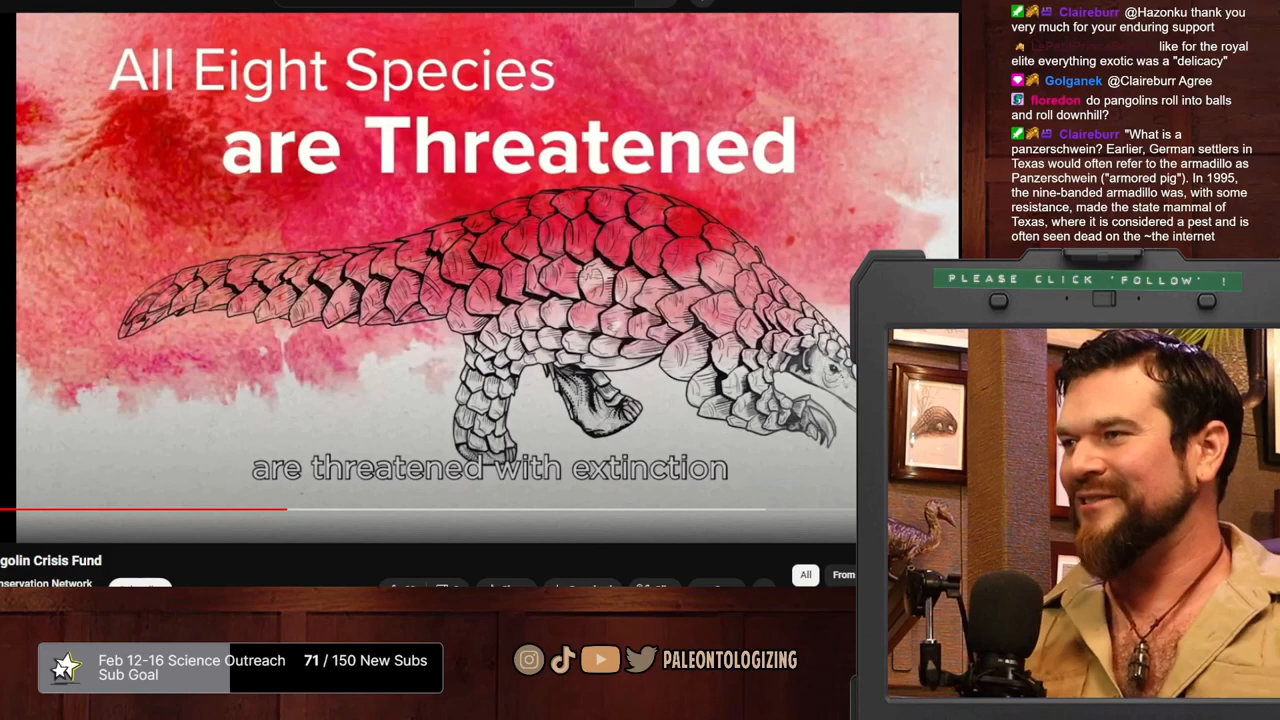 All Eight Species
are Threatened
are threatened with extinction
golin Crisis Fund
nservation Network
All
From
Feb 12-16 Science Outreach
Sub Goal
71 / 150 New Subs
PALEONTOLOGIZING
Claireburr @Hazonku thank you
very much for your enduring support
like for the royal
elite everything exotic was a "delicacy"
Golganek @Claireburr Agree
floredon do pangolins roll into balls
and roll downhill?
Claireburr "What is a
panzerschwein? Earlier, German settlers in
Texas would often refer to the armadillo as
Panzerschwein ("armored pig"). In 1995,
the nine-banded armadillo was, with some
resistance, made the state mammal of
Texas, where it is considered a pest and is
often seen dead on the ~the internet
PLEASE CLICK 'FOLLOW' !